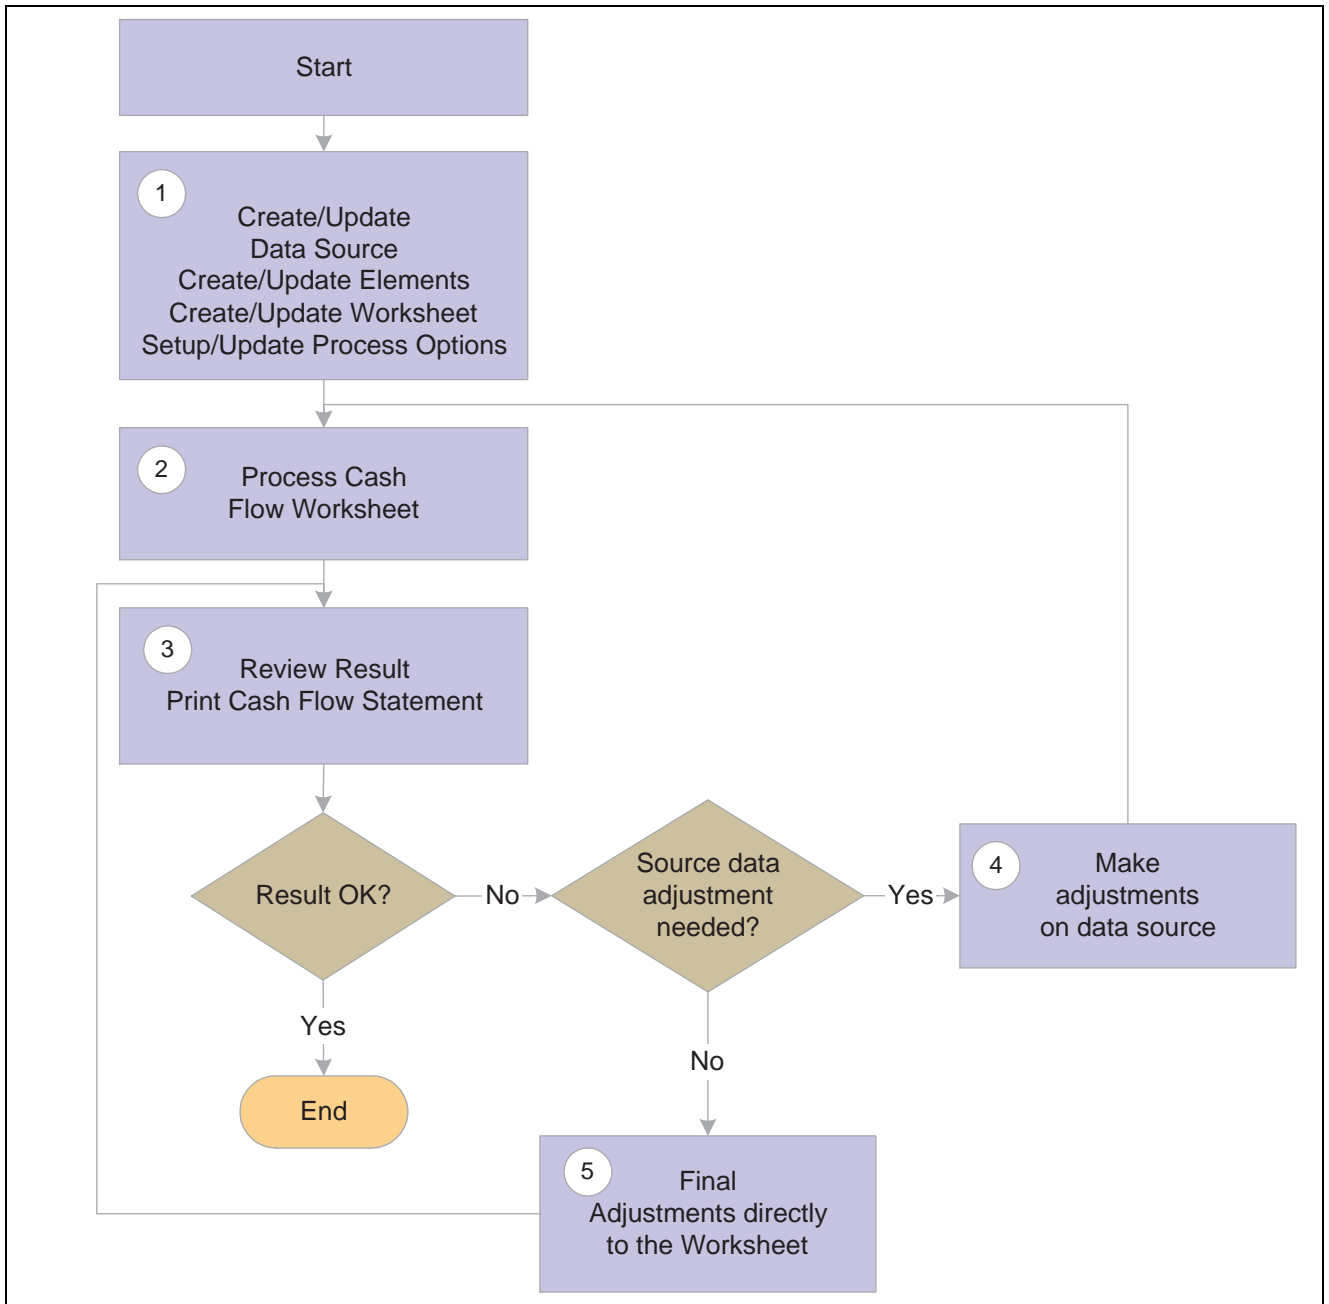 Start
1
Create/Update
Data Source
Create/Update Elements
Create/Update Worksheet
Setup/Update Process Options
2
Process Cash
Flow Worksheet
3
Review Result
Print Cash Flow Statement
Result OK?
No
Source data
adjustment
needed?
Yes
4
Make
adjustments
on data source
Yes
No
End
5
Final
Adjustments directly
to the Worksheet